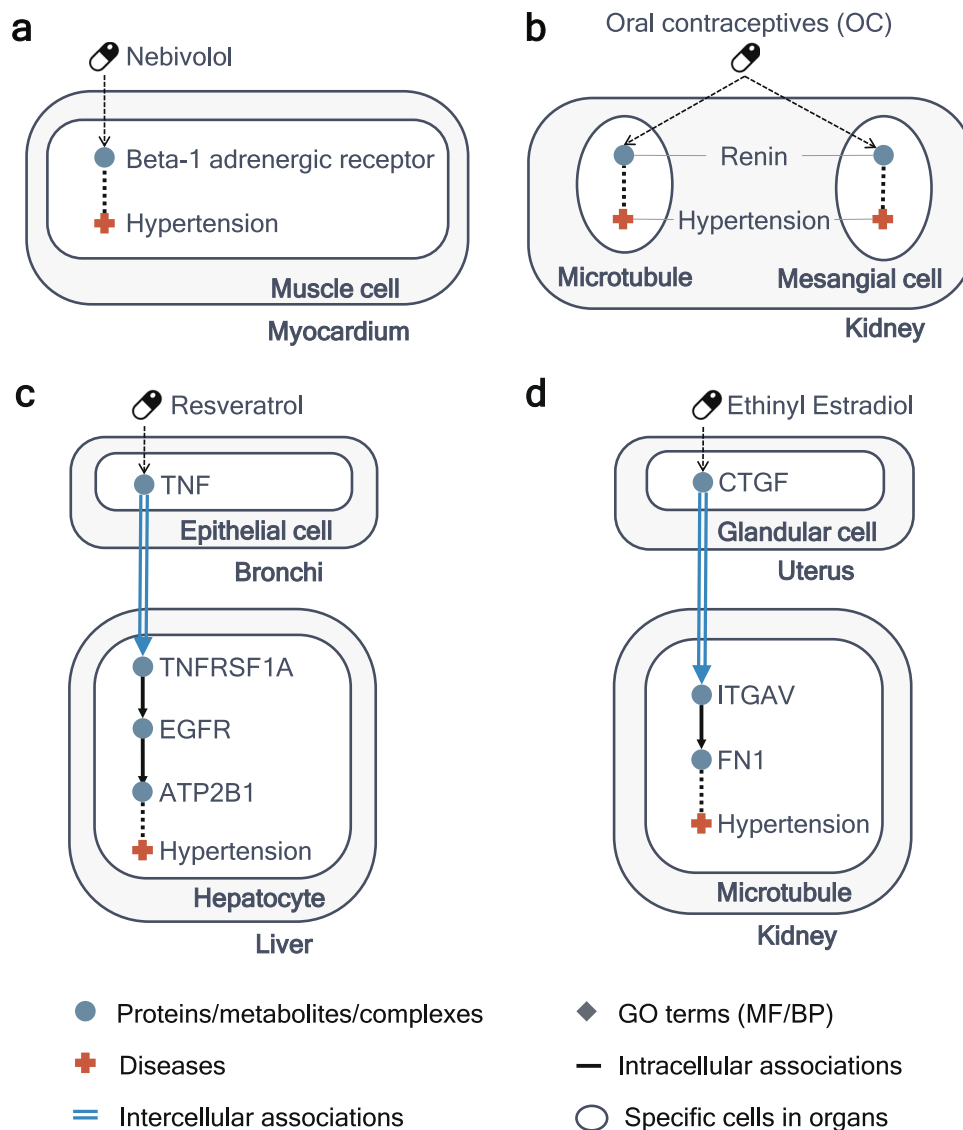 a
Nebivolol
Beta-1 adrenergic receptor
Hypertension
Muscle cell
Myocardium
b
Oral contraceptives (OC)
Renin
Hypertension
Microtubule
Mesangial cell
Kidney
c
Resveratrol
TNF
Epithelial cell
Bronchi
TNFRSF1A
EGFR
ATP2B1
Hypertension
Hepatocyte
Liver
d
Ethinyl Estradiol
CTGF
Glandular cell
Uterus
ITGAV
FN1
Hypertension
Microtubule
Kidney
Proteins/metabolites/complexes
GO terms (MF/BP)
Diseases
Intracellular associations
Intercellular associations
Specific cells in organs